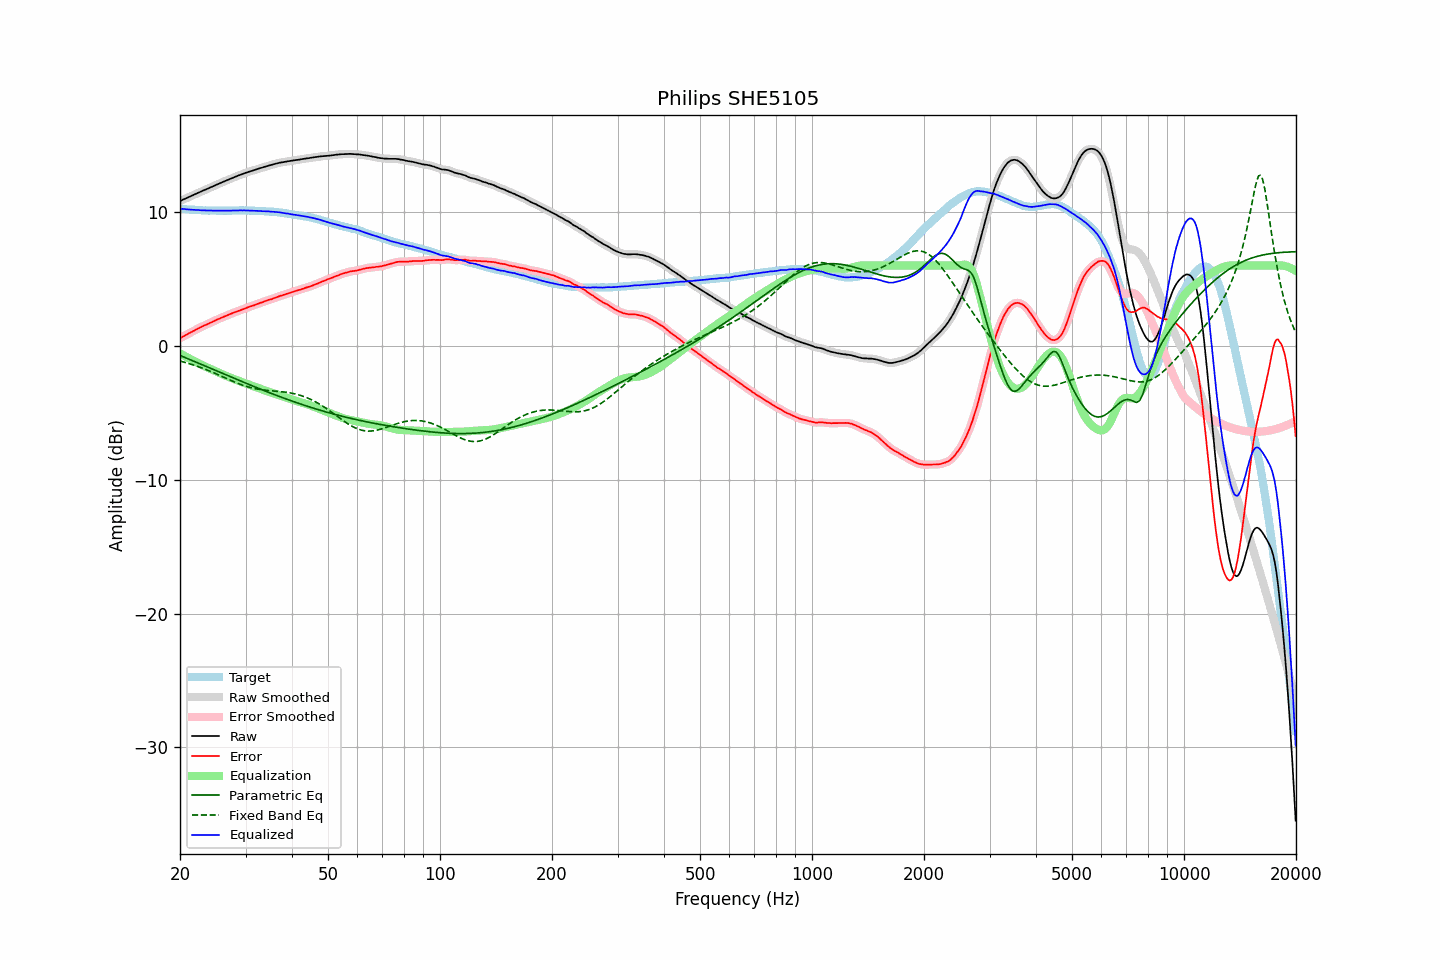 Philips SHE5105
Amplitude (dBr)
10
0
−10
−20
−30
Target
Raw Smoothed
Error Smoothed
Raw
Error
Equalization
Parametric Eq
Fixed Band Eq
Equalized
20 50 100 200 500 1000 2000 5000 10000 20000
Frequency (Hz)